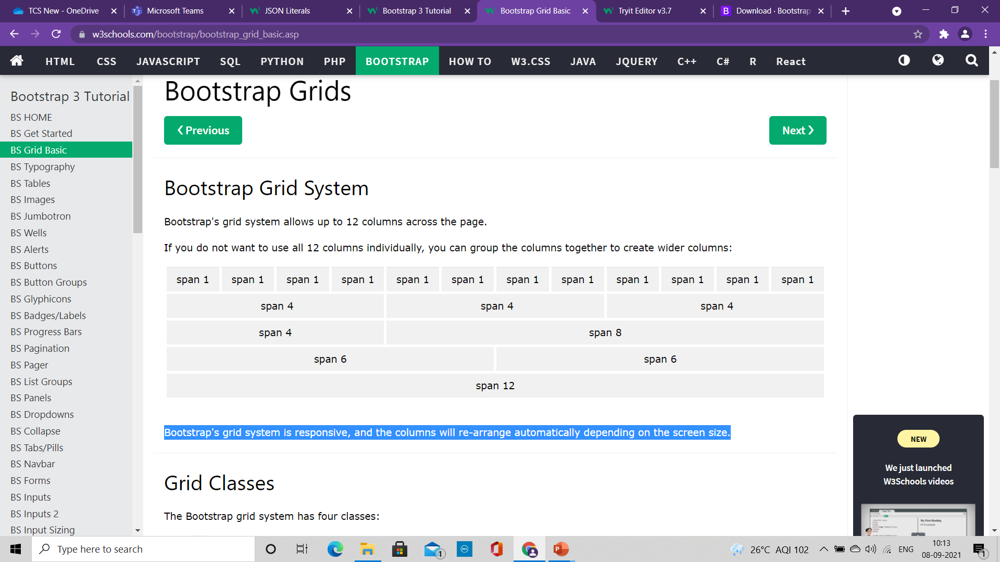 TCS New - OneDrive
Microsoft Teams
JSON Literals
Bootstrap 3 Tutorial
Bootstrap Grid Basic
Tryit Editor v3.7
Download · Bootstrap
w3schools.com/bootstrap/bootstrap_grid_basic.asp
HTML CSS JAVASCRIPT SQL PYTHON PHP BOOTSTRAP HOW TO W3.CSS JAVA JQUERY C++ C# R React
Bootstrap 3 Tutorial
BS HOME
BS Get Started
BS Grid Basic
BS Typography
BS Tables
BS Images
BS Jumbotron
BS Wells
BS Alerts
BS Buttons
BS Button Groups
BS Glyphicons
BS Badges/Labels
BS Progress Bars
BS Pagination
BS Pager
BS List Groups
BS Panels
BS Dropdowns
BS Collapse
BS Tabs/Pills
BS Navbar
BS Forms
BS Inputs
BS Inputs 2
BS Input Sizing
Bootstrap Grids
❮ Previous
Next ❯
Bootstrap Grid System
Bootstrap's grid system allows up to 12 columns across the page.
If you do not want to use all 12 columns individually, you can group the columns together to create wider columns:
span 1 span 1 span 1 span 1 span 1 span 1 span 1 span 1 span 1 span 1 span 1 span 1
span 4 span 4 span 4
span 4 span 8
span 6 span 6
span 12
Bootstrap's grid system is responsive, and the columns will re-arrange automatically depending on the screen size.
Grid Classes
The Bootstrap grid system has four classes:
NEW
We just launched
W3Schools videos
My First Heading
Type here to search
1
26°C AQI 102
ENG
10:13
08-09-2021
1